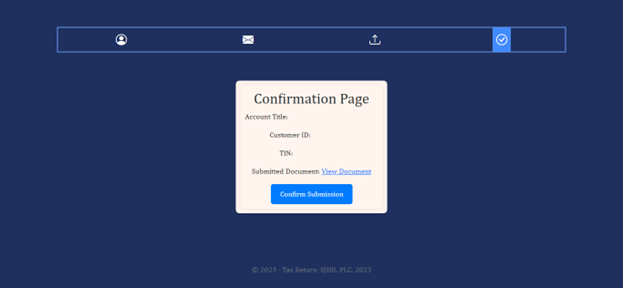 Confirmation Page
Account Title:
Customer ID:
TIN:
Submitted Document: View Document
Confirm Submission
© 2023 - Tax Return -SJIBL PLC. 2023